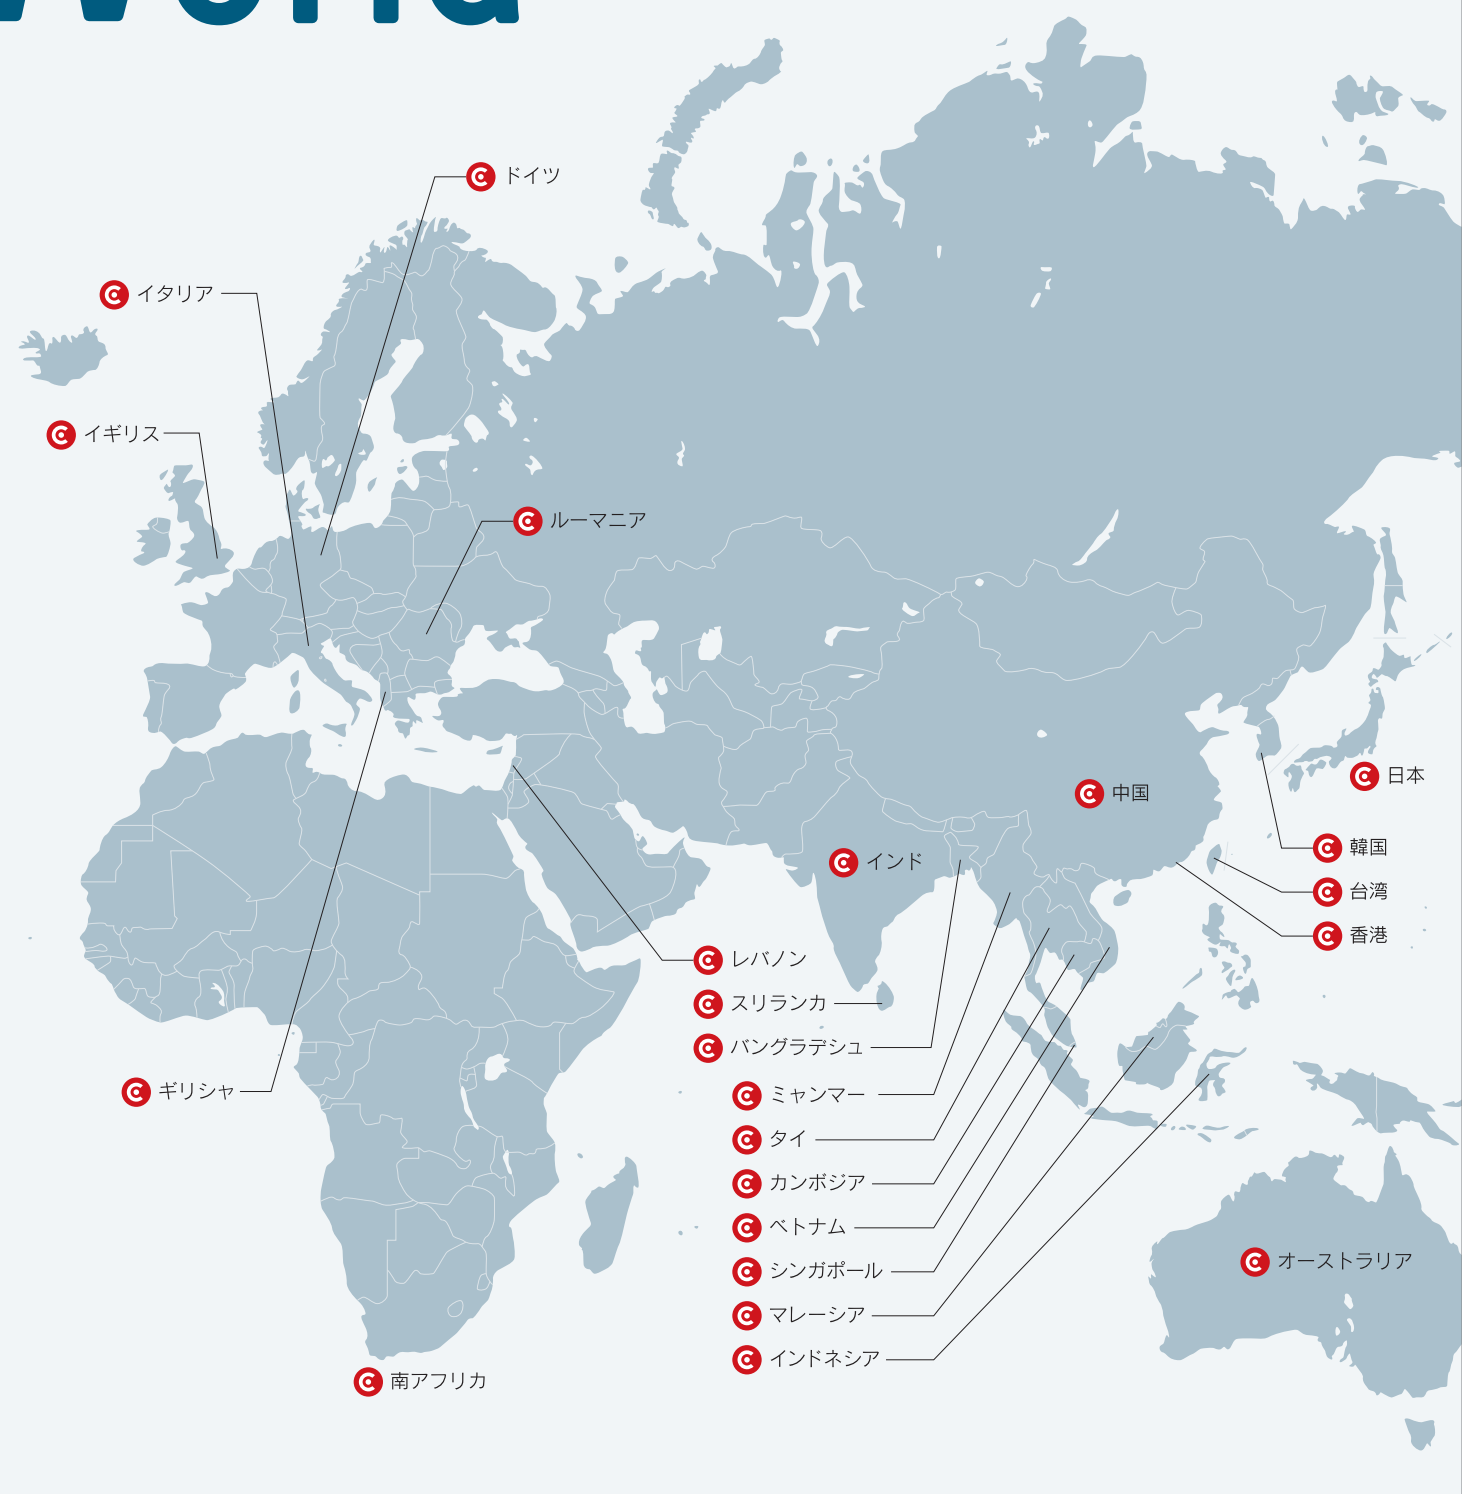 World
ドイツ
イタリア
イギリス
ルーマニア
日本
中国
韓国
インド
台湾
香港
レバノン
スリランカ
バングラデシュ
ギリシャ
ミャンマー
タイ
カンボジア
ベトナム
シンガポール
オーストラリア
マレーシア
インドネシア
南アフリカ